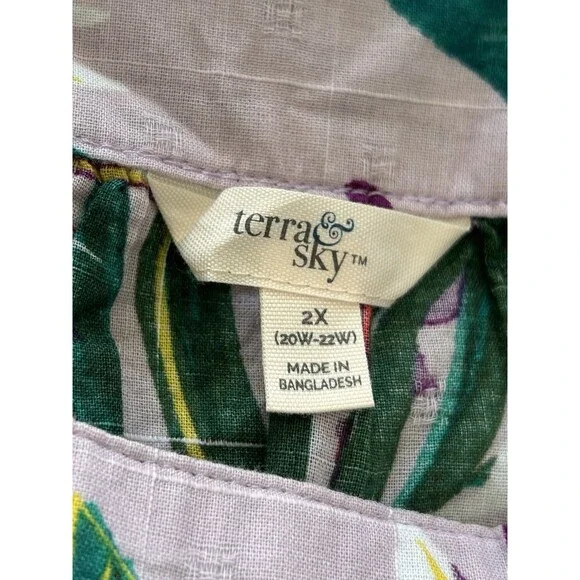 terra&
sky™
2X
(20W-22W)
MADE IN
BANGLADESH